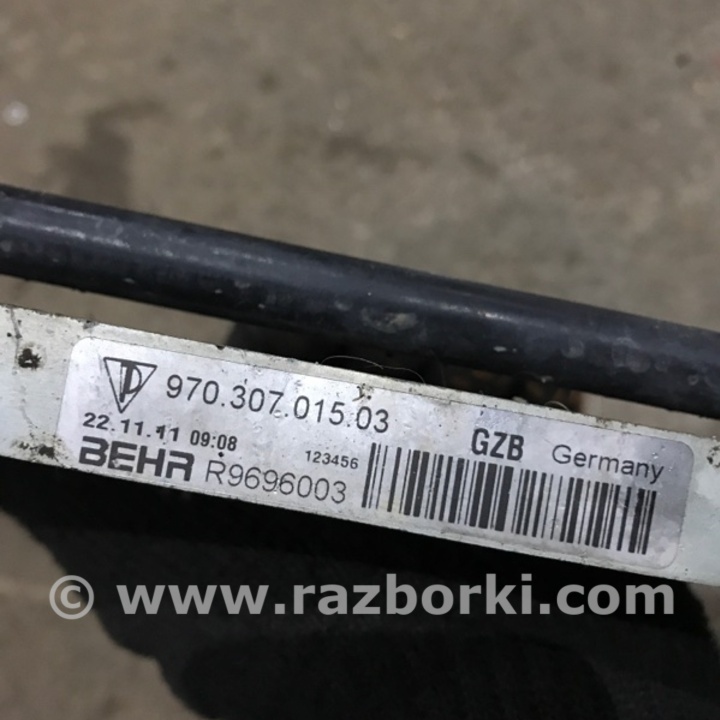 970.307.015.03
22.11.11 09:08
GZB Germany
BEHR R9696003 123456
© www.razborki.com